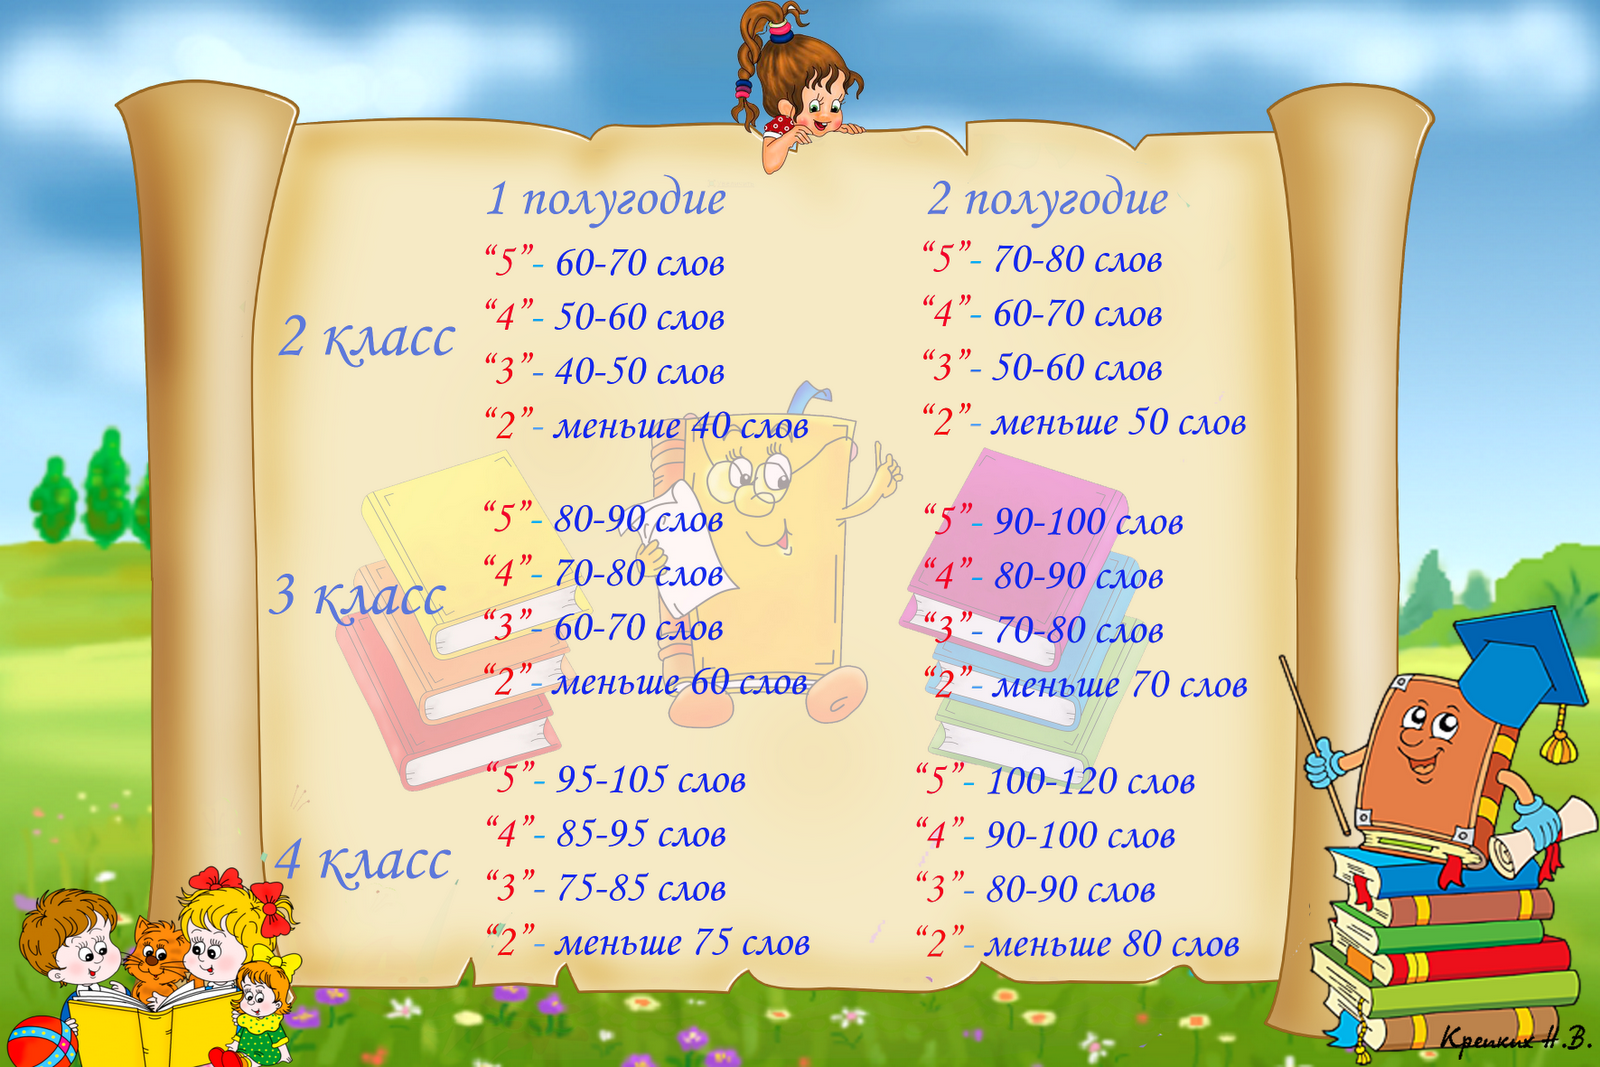 1 полугодие
2 полугодие
2 класс
“5”- 60-70 слов
“4”- 50-60 слов
“3”- 40-50 слов
“2”- меньше 40 слов
“5”- 70-80 слов
“4”- 60-70 слов
“3”- 50-60 слов
“2”- меньше 50 слов
3 класс
“5”- 80-90 слов
“4”- 70-80 слов
“3”- 60-70 слов
“2”- меньше 60 слов
“5”- 90-100 слов
“4”- 80-90 слов
“3”- 70-80 слов
“2”- меньше 70 слов
4 класс
“5”- 95-105 слов
“4”- 85-95 слов
“3”- 75-85 слов
“2”- меньше 75 слов
“5”- 100-120 слов
“4”- 90-100 слов
“3”- 80-90 слов
“2”- меньше 80 слов
Н.В.